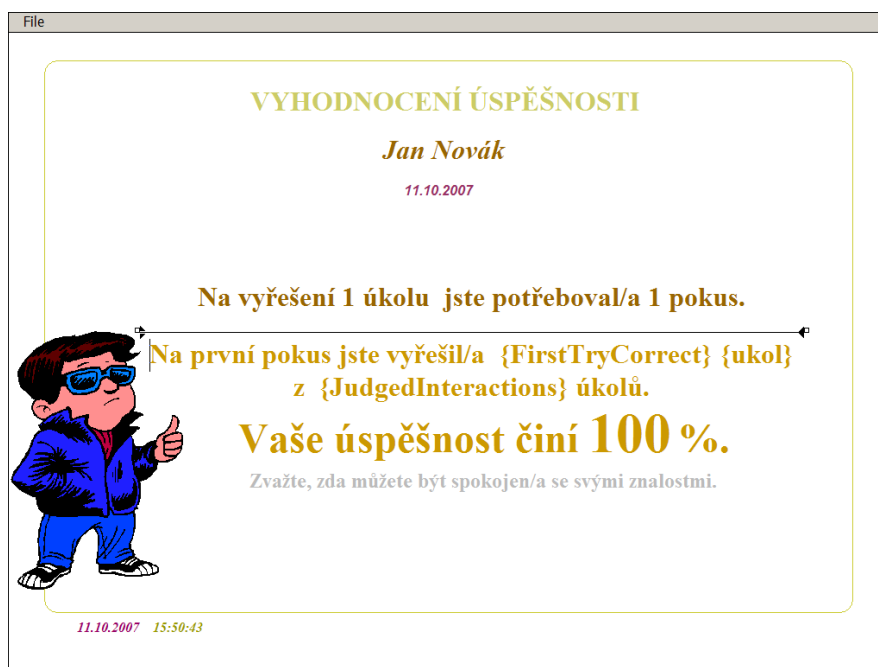 File
VYHODNOCENÍ ÚSPĚŠNOSTI
Jan Novák
11.10.2007
Na vyřešení 1 úkolu  jste potřeboval/a 1 pokus.
Na první pokus jste vyřešil/a  {FirstTryCorrect} {ukol}
z  {JudgedInteractions} úkolů.
Vaše úspěšnost činí 100 %.
Zvažte, zda můžete být spokojen/a se svými znalostmi.
11.10.2007 15:50:43